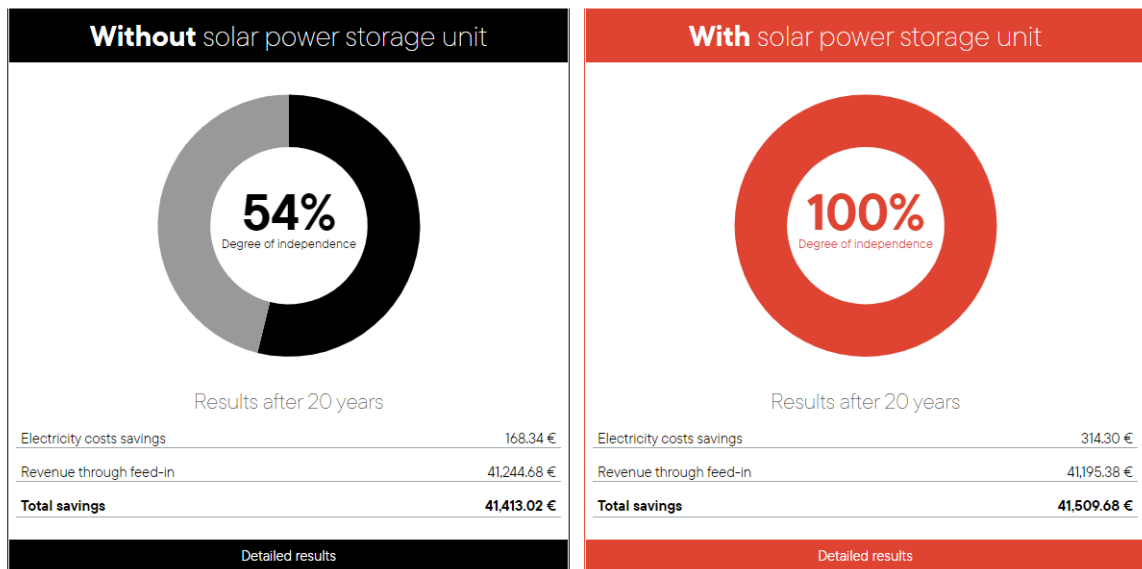 Without solar power storage unit
54%
Degree of independence
Results after 20 years
Electricity costs savings 168.34 €
Revenue through feed-in 41,244.68 €
Total savings 41,413.02 €
Detailed results
With solar power storage unit
100%
Degree of independence
Results after 20 years
Electricity costs savings 314.30 €
Revenue through feed-in 41,195.38 €
Total savings 41,509.68 €
Detailed results